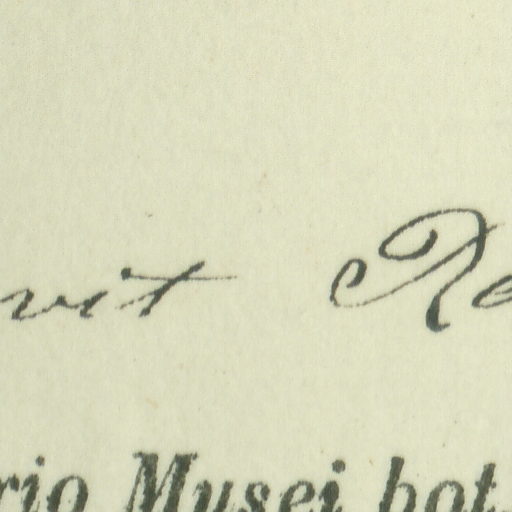 vit Re
rio Musei bot.